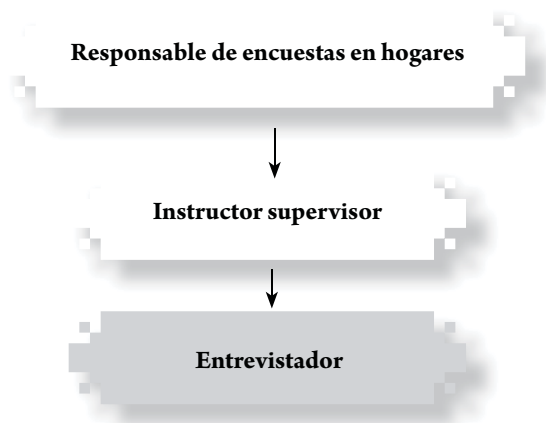 Responsable de encuestas en hogares
Instructor supervisor
Entrevistador